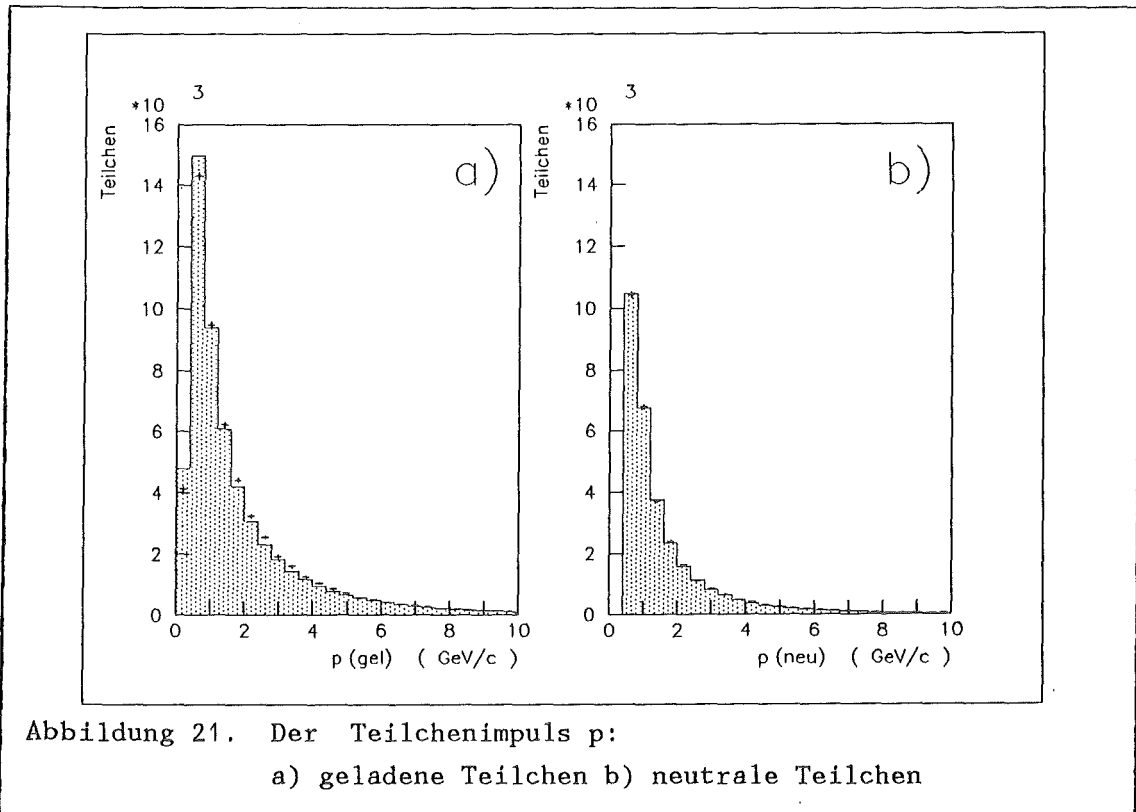 *10 3
Teilchen
16
14
12
10
8
6
4
2
0
0 2 4 6 8 10
p (gel) ( GeV/c )
a)
*10 3
Teilchen
16
14
12
10
8
6
4
2
0
0 2 4 6 8 10
p (neu) ( GeV/c )
b)
Abbildung 21. Der Teilchenimpuls p:
a) geladene Teilchen b) neutrale Teilchen